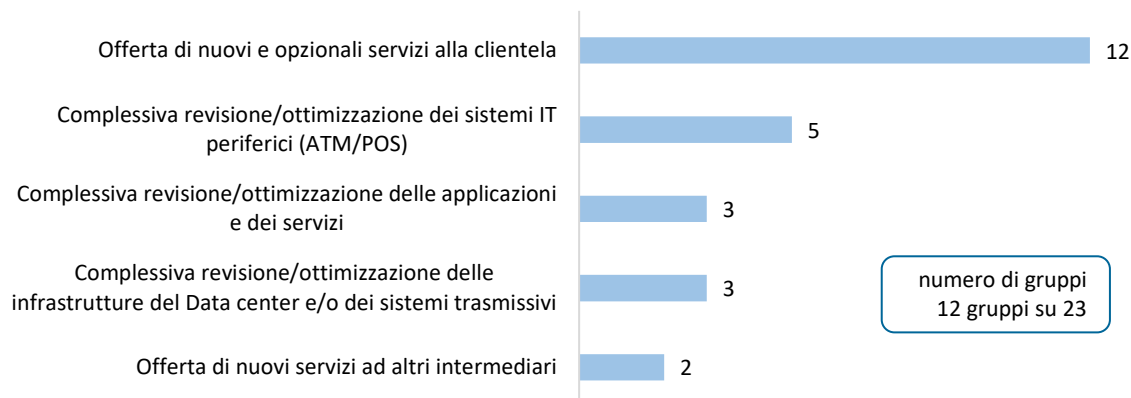 Offerta di nuovi e opzionali servizi alla clientela
12
Complessiva revisione/ottimizzazione dei sistemi IT
periferici (ATM/POS)
5
Complessiva revisione/ottimizzazione delle applicazioni
e dei servizi
3
Complessiva revisione/ottimizzazione delle
infrastrutture del Data center e/o dei sistemi trasmissivi
3
numero di gruppi
12 gruppi su 23
Offerta di nuovi servizi ad altri intermediari
2